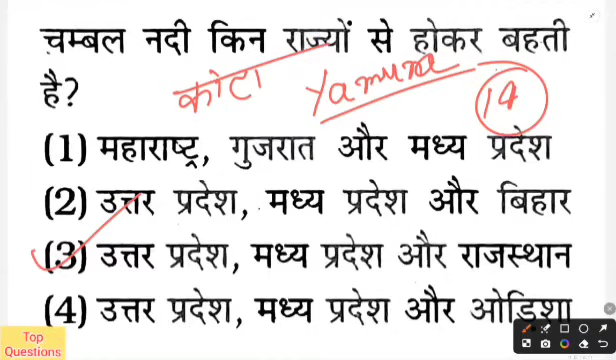 चम्बल नदी किन राज्यों से होकर बहती
है?
कोटा
Yamuna
14
(1) महाराष्ट्र, गुजरात और मध्य प्रदेश
(2) उत्तर प्रदेश, मध्य प्रदेश और बिहार
(3) उत्तर प्रदेश, मध्य प्रदेश और राजस्थान
(4) उत्तर प्रदेश, मध्य प्रदेश और ओडिशा
Top
Questions